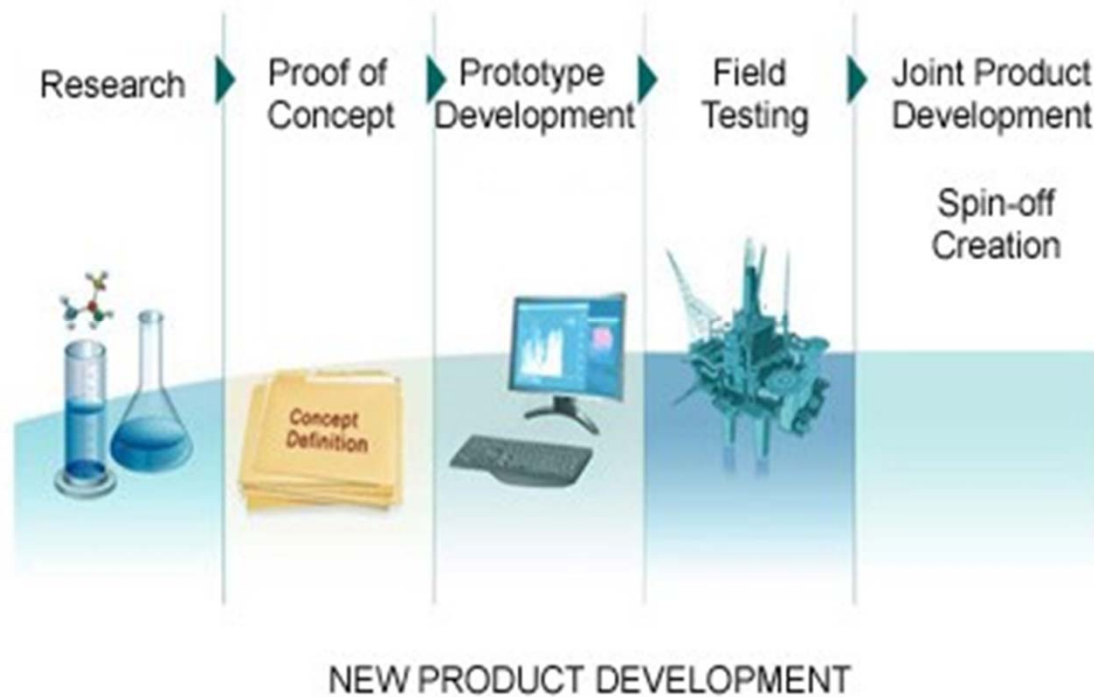 Research
Proof of
Concept
Prototype
Development
Field
Testing
Joint Product
Development
Spin-off
Creation
Concept
Definition
NEW PRODUCT DEVELOPMENT